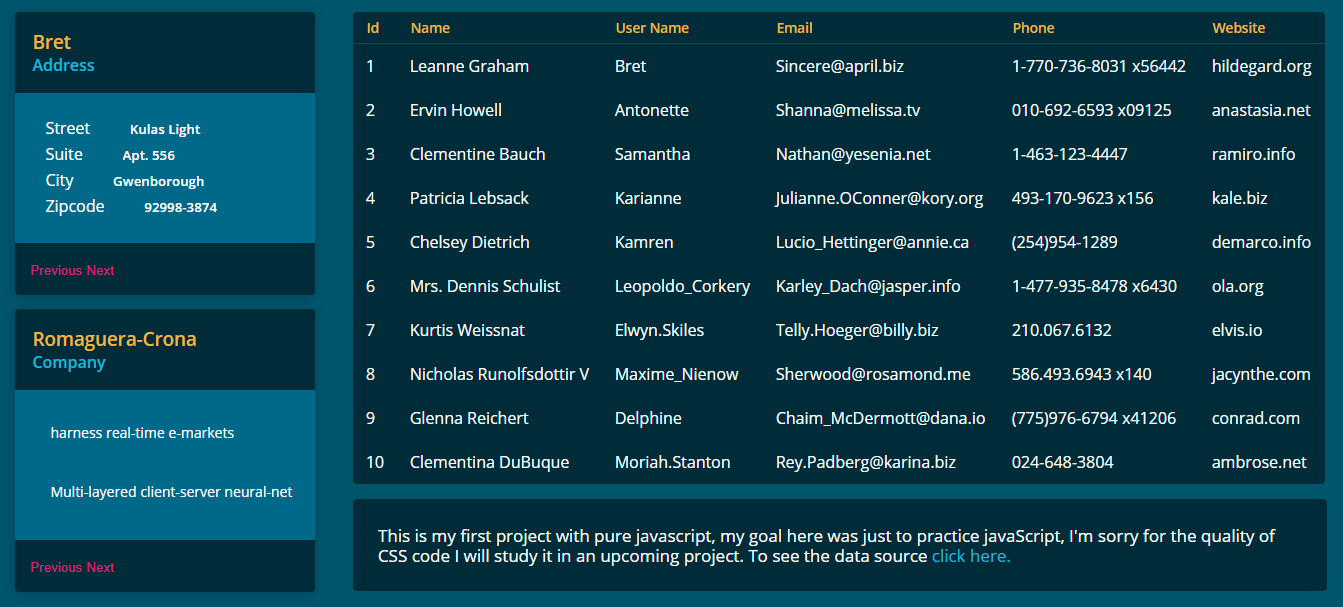 Bret
Address
Street Kulas Light
Suite Apt. 556
City Gwenborough
Zipcode 92998-3874
Previous Next
Romaguera-Crona
Company
harness real-time e-markets
Multi-layered client-server neural-net
Previous Next
Id Name User Name Email Phone Website
1 Leanne Graham Bret Sincere@april.biz 1-770-736-8031 x56442 hildegard.org
2 Ervin Howell Antonette Shanna@melissa.tv 010-692-6593 x09125 anastasia.net
3 Clementine Bauch Samantha Nathan@yesenia.net 1-463-123-4447 ramiro.info
4 Patricia Lebsack Karianne Julianne.OConner@kory.org 493-170-9623 x156 kale.biz
5 Chelsey Dietrich Kamren Lucio_Hettinger@annie.ca (254)954-1289 demarco.info
6 Mrs. Dennis Schulist Leopoldo_Corkery Karley_Dach@jasper.info 1-477-935-8478 x6430 ola.org
7 Kurtis Weissnat Elwyn.Skiles Telly.Hoeger@billy.biz 210.067.6132 elvis.io
8 Nicholas Runolfsdottir V Maxime_Nienow Sherwood@rosamond.me 586.493.6943 x140 jacynthe.com
9 Glenna Reichert Delphine Chaim_McDermott@dana.io (775)976-6794 x41206 conrad.com
10 Clementina DuBuque Moriah.Stanton Rey.Padberg@karina.biz 024-648-3804 ambrose.net
This is my first project with pure javascript, my goal here was just to practice javaScript, I'm sorry for the quality of
CSS code I will study it in an upcoming project. To see the data source click here.